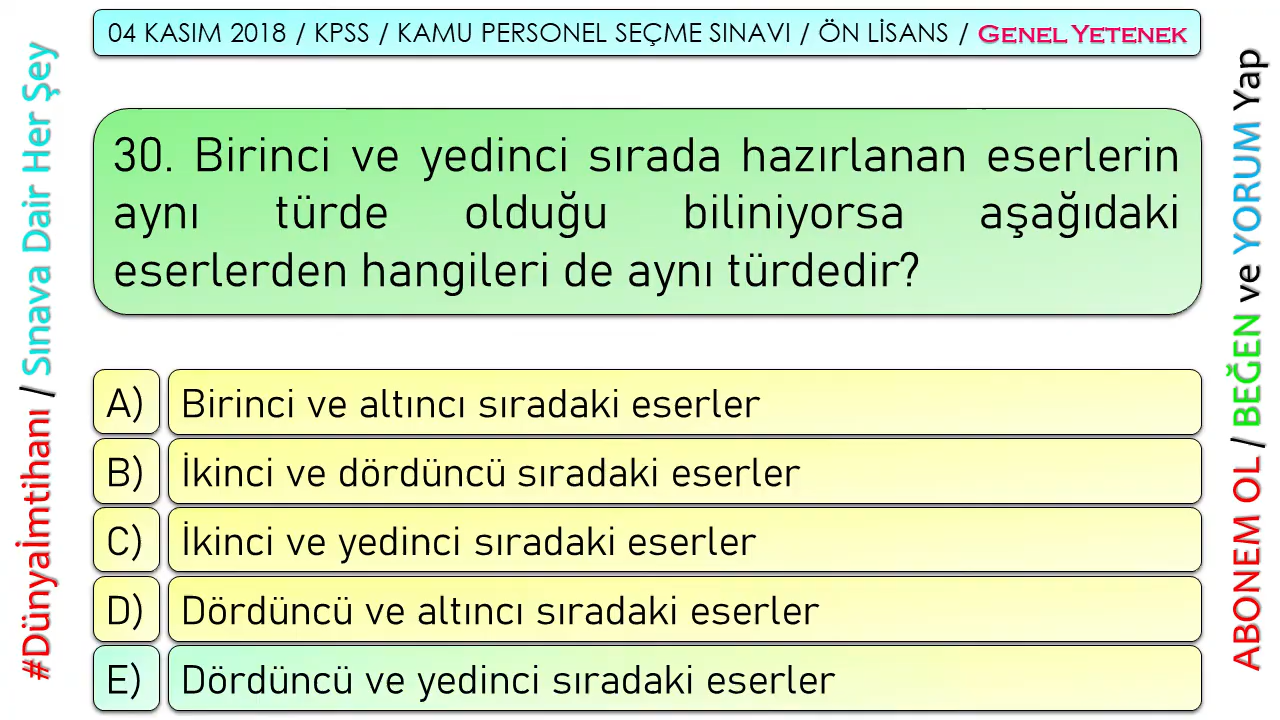 04 KASIM 2018 / KPSS / KAMU PERSONEL SEÇME SINAVI / ÖN LİSANS / GENEL YETENEK
#Dünyaİmtihanı / Sınava Dair Her Şey
30. Birinci ve yedinci sırada hazırlanan eserlerin
aynı türde olduğu biliniyorsa aşağıdaki
eserlerden hangileri de aynı türdedir?
A) Birinci ve altıncı sıradaki eserler
B) İkinci ve dördüncü sıradaki eserler
C) İkinci ve yedinci sıradaki eserler
D) Dördüncü ve altıncı sıradaki eserler
E) Dördüncü ve yedinci sıradaki eserler
ABONEM OL / BEĞEN ve YORUM Yap